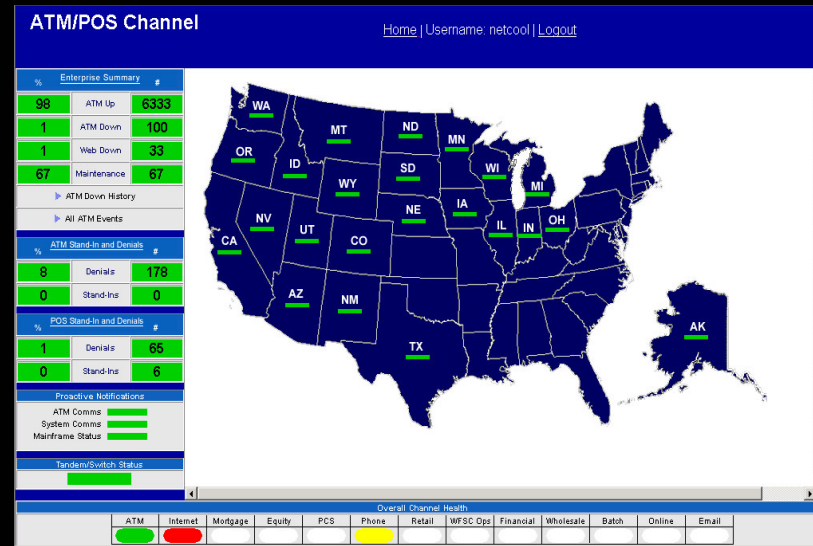 ATM/POS Channel
Home | Username: netcool | Logout
% Enterprise Summary #
98 ATM Up 6333
1 ATM Down 100
1 Web Down 33
67 Maintenance 67
ATM Down History
All ATM Events
% ATM Stand-In and Denials #
8 Denials 178
0 Stand-Ins 0
% POS Stand-In and Denials #
1 Denials 65
0 Stand-Ins 6
Proactive Notifications
ATM Comms
System Comms
Mainframe Status
Tandem/Switch Status
WA
MT
ND
MN
OR
ID
SD
WI
MI
WY
NE
IA
NV
UT
CO
IL
IN
OH
CA
AZ
NM
TX
AK
Overall Channel Health
ATM Internet Mortgage Equity PCS Phone Retail WFSC Ops Financial Wholesale Batch Online Email